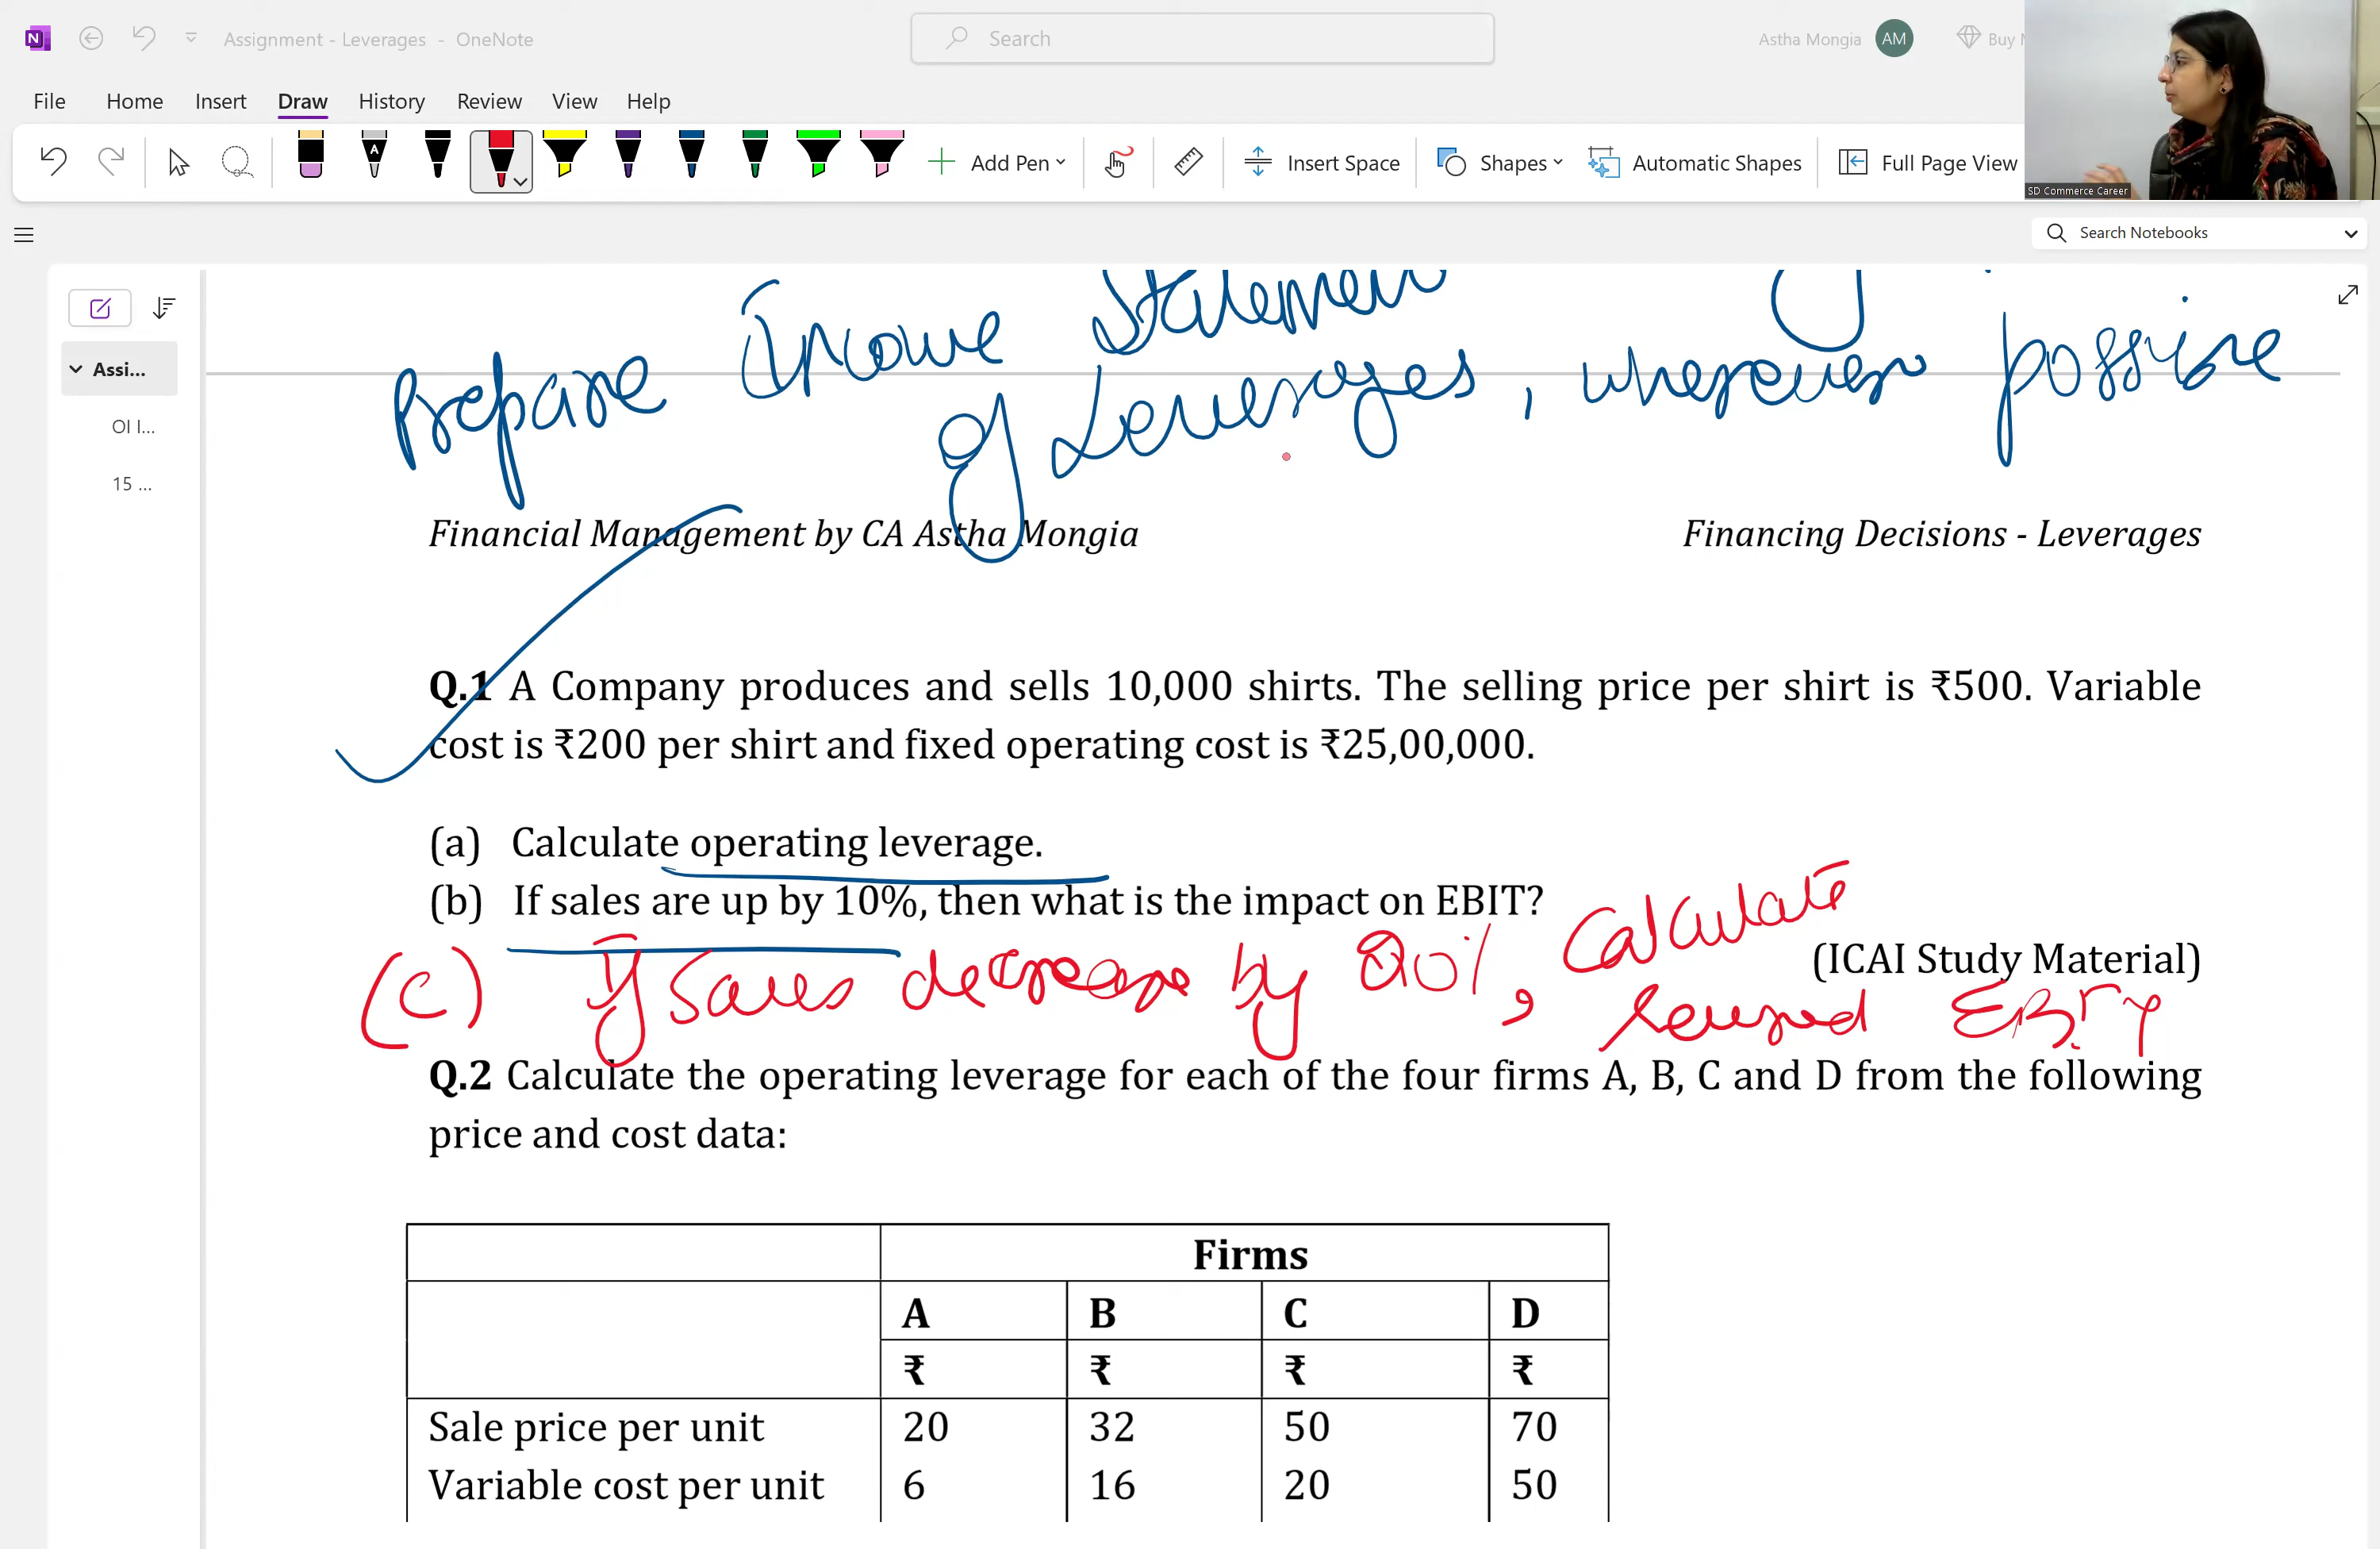 Assignment - Leverages - OneNote
Search
Astha Mongia AM
Buy
File Home Insert Draw History Review View Help
Add Pen Insert Space Shapes Automatic Shapes Full Page View
SD Commerce Career
Search Notebooks
Assi...
OI I...
15 ...
Prepare Income Statement
of Leverages, wherever possible
Financial Management by CA Astha Mongia Financing Decisions - Leverages
Q.1 A Company produces and sells 10,000 shirts. The selling price per shirt is ₹500. Variable
cost is ₹200 per shirt and fixed operating cost is ₹25,00,000.
(a) Calculate operating leverage.
(b) If sales are up by 10%, then what is the impact on EBIT?
(ICAI Study Material)
(c) If Sales decrease by 20%, Calculate
revised EBIT
Q.2 Calculate the operating leverage for each of the four firms A, B, C and D from the following
price and cost data:
Firms
A B C D
₹ ₹ ₹ ₹
Sale price per unit 20 32 50 70
Variable cost per unit 6 16 20 50